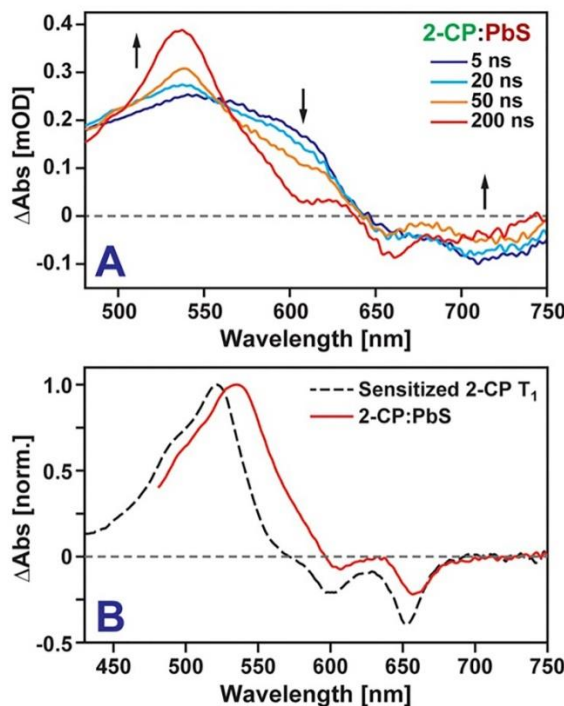 0.4
0.3
0.2
0.1
0
-0.1
ΔAbs [mOD]
2-CP:PbS
5 ns
20 ns
50 ns
200 ns
A
500 550 600 650 700 750
Wavelength [nm]
1.0
0.5
0
-0.5
ΔAbs [norm.]
Sensitized 2-CP T₁
2-CP:PbS
B
450 500 550 600 650 700 750
Wavelength [nm]